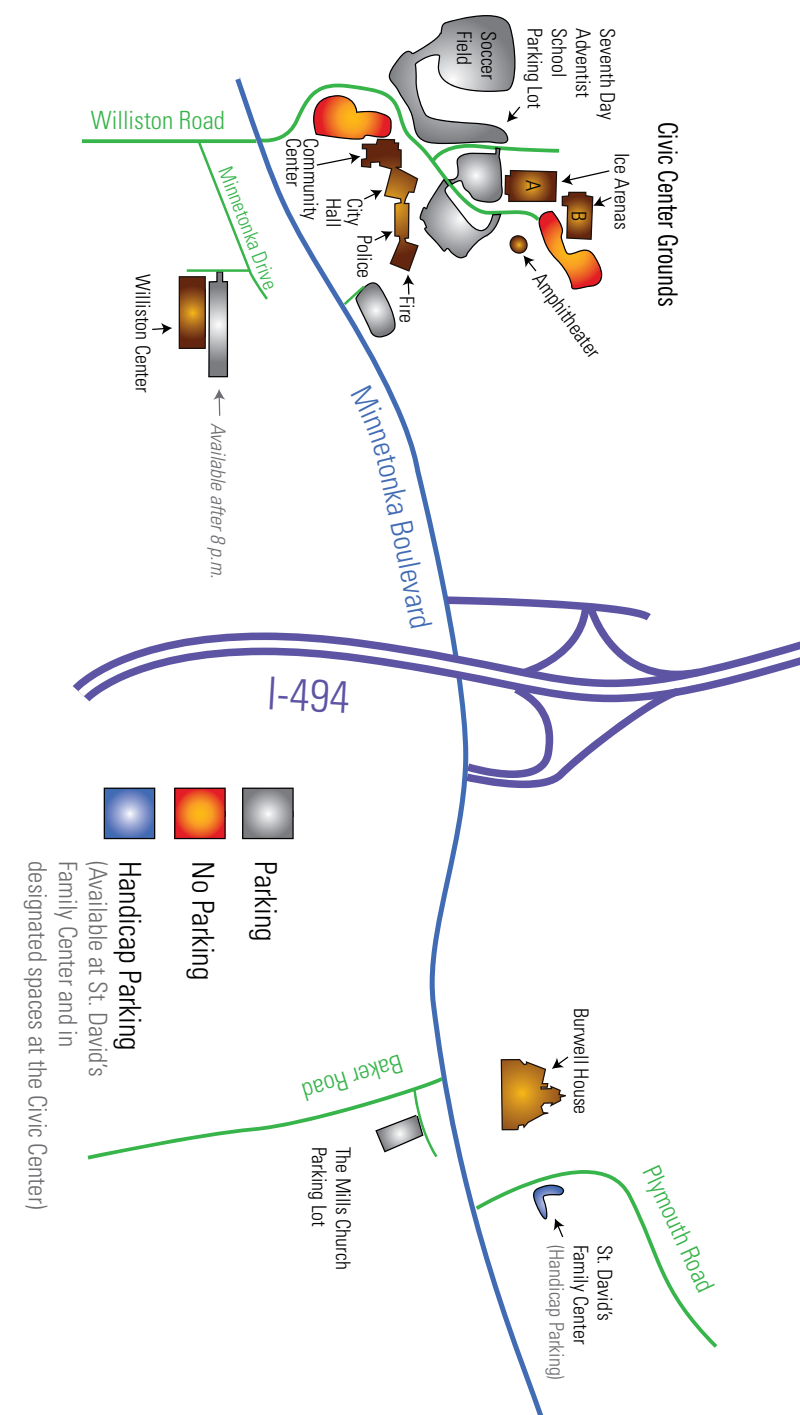 Civic Center Grounds
Ice Arenas
A
B
Seventh Day
Adventist
School
Parking Lot
Soccer
Field
Amphitheater
Community
Center
City
Hall
Police
Fire
Williston Road
Minnetonka Drive
Williston Center
Available after 8 p.m.
Minnetonka Boulevard
I-494
Burwell House
Plymouth Road
St. David's
Family Center
(Handicap Parking)
Baker Road
The Mills Church
Parking Lot
Parking
No Parking
Handicap Parking
(Available at St. David's
Family Center and in
designated spaces at the Civic Center)